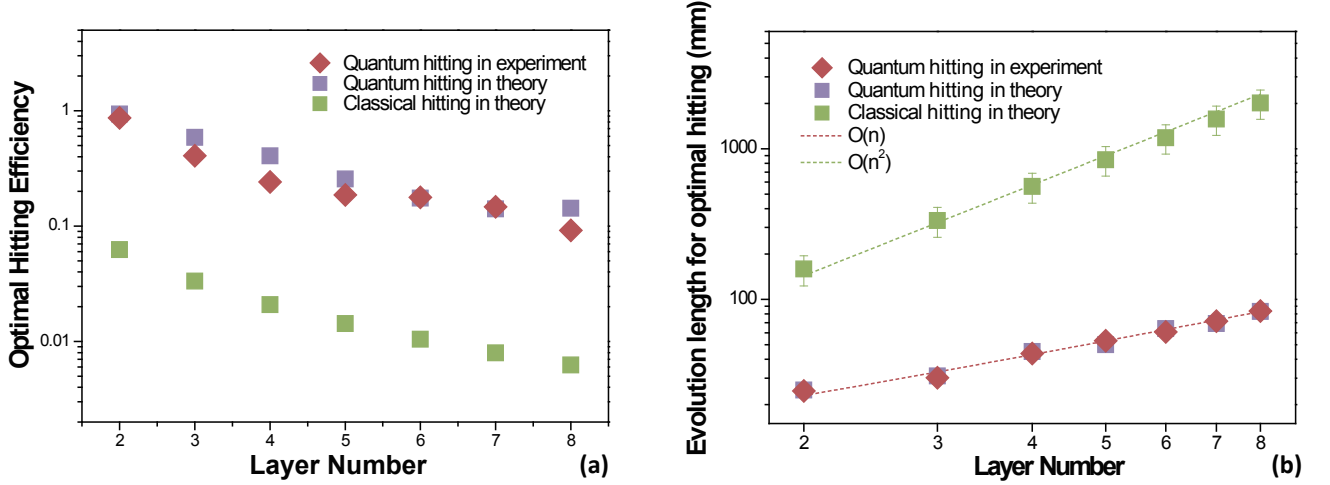 Optimal Hitting Efficiency
1
0.1
0.01
Quantum hitting in experiment
Quantum hitting in theory
Classical hitting in theory
2 3 4 5 6 7 8
Layer Number
(a)
Evolution length for optimal hitting (mm)
1000
100
Quantum hitting in experiment
Quantum hitting in theory
Classical hitting in theory
O(n)
O(n²)
2 3 4 5 6 7 8
Layer Number
(b)